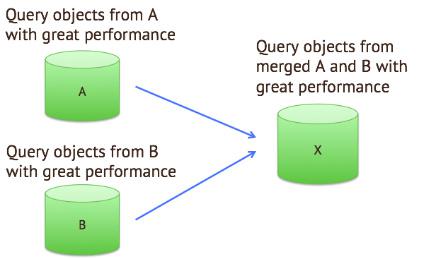 Query objects from A
with great performance
A
Query objects from B
with great performance
B
Query objects from
merged A and B with
great performance
X